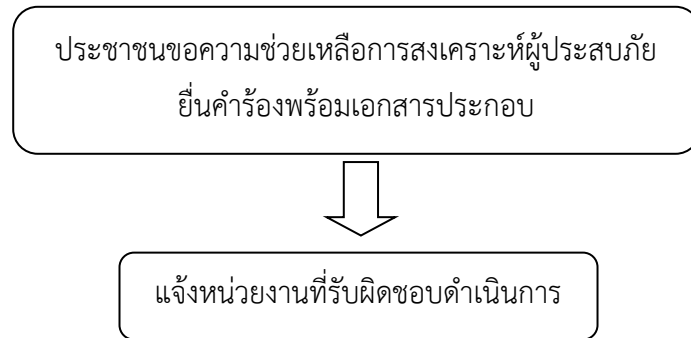 ประชาชนขอความช่วยเหลือการสงเคราะห์ผู้ประสบภัย
ยื่นคำร้องพร้อมเอกสารประกอบ
แจ้งหน่วยงานที่รับผิดชอบดำเนินการ